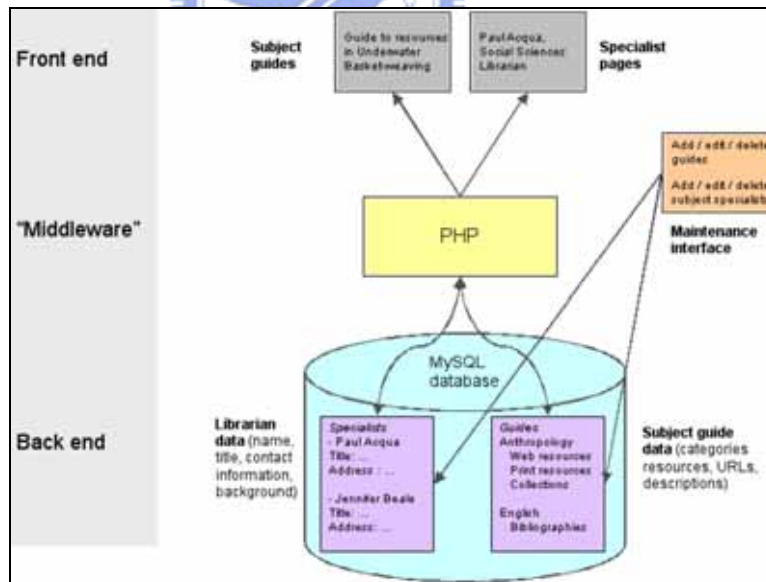 Front end
Subject
guides
Guide to resources
in Underwater
Basketweaving
Paul Acqua,
Social Sciences
Librarian
Specialist
pages
"Middleware"
PHP
Add / edit / delete
guides
Add / edit / delete
subject specialists
Maintenance
interface
Back end
MySQL
database
Librarian
data (name,
title, contact
information,
background)
Specialists
- Paul Acqua
Title: ...
Address : ...
- Jennifer Beale
Title: ...
Address: ...
Guides
Anthropology
Web resources
Print resources
Collections
English
Bibliographies
Subject guide
data (categories
resources, URLs,
descriptions)